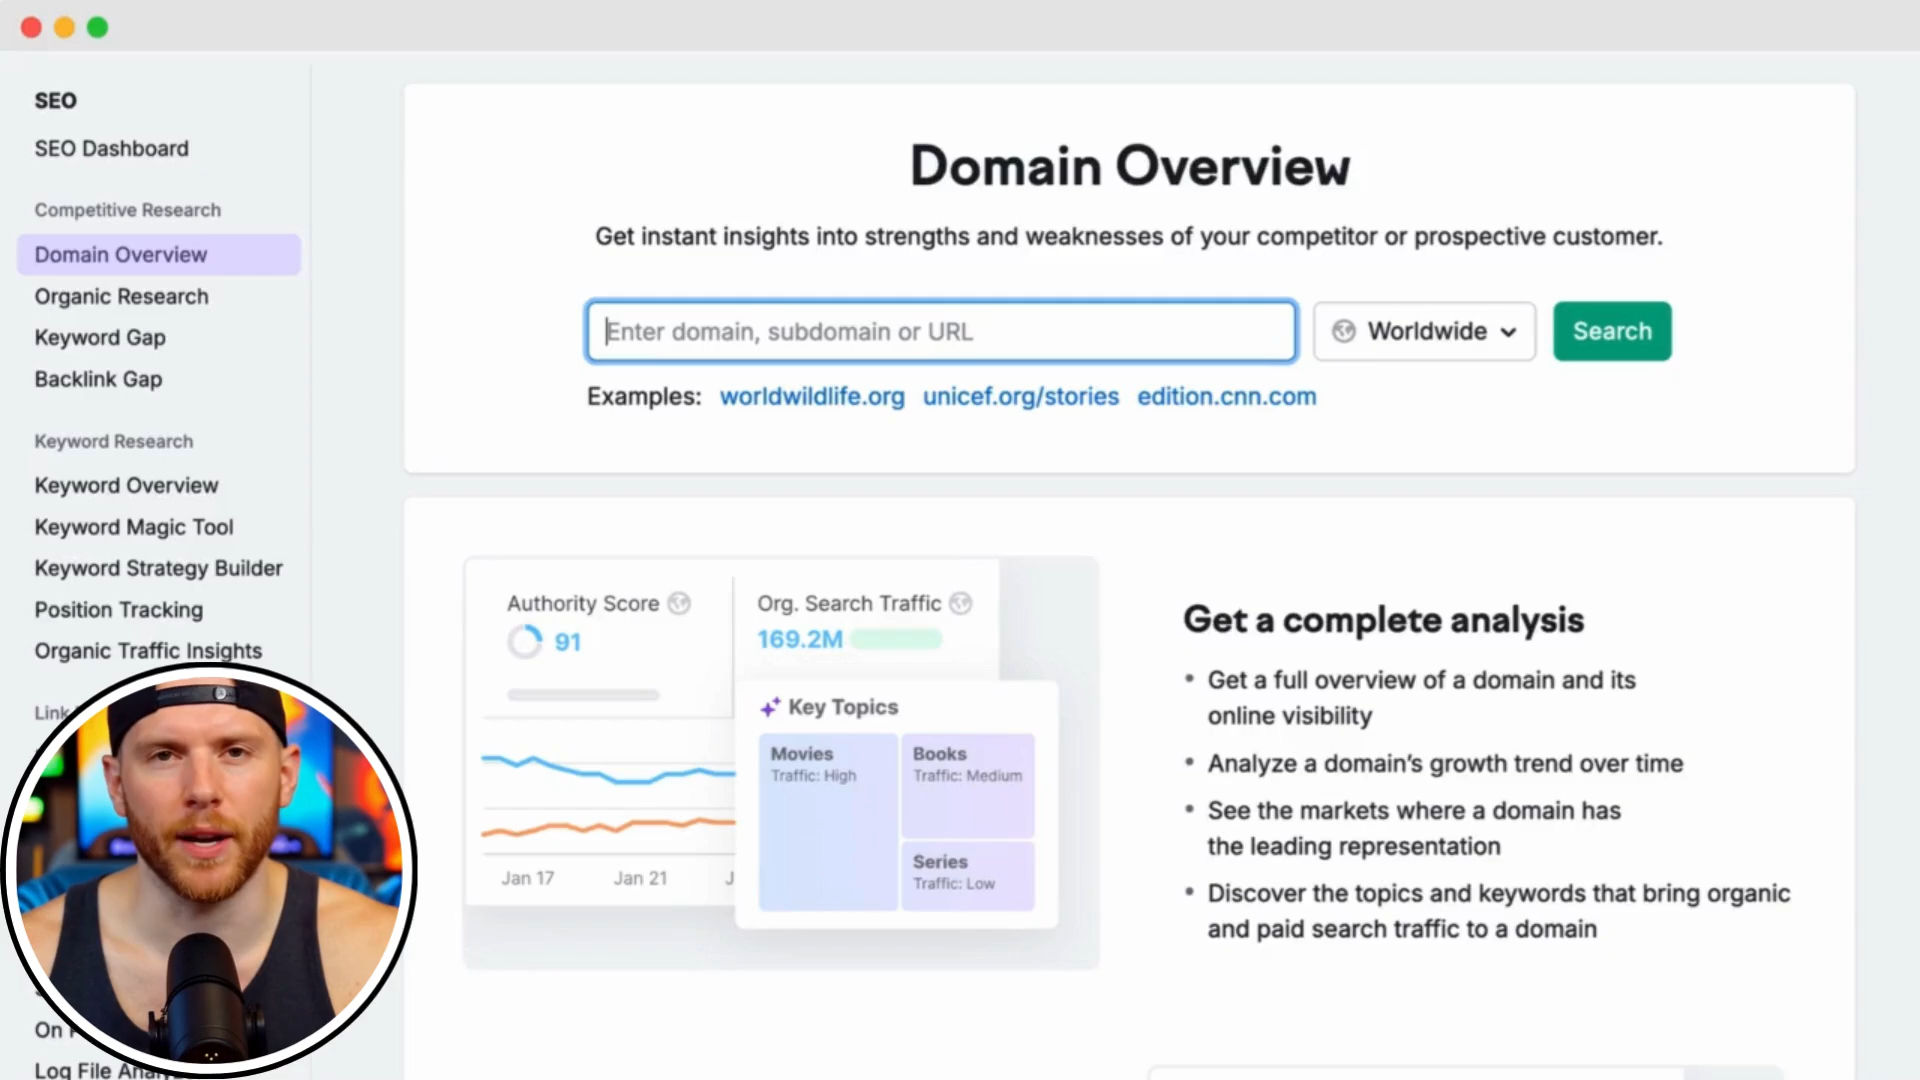 SEO
SEO Dashboard
Competitive Research
Domain Overview
Organic Research
Keyword Gap
Backlink Gap
Keyword Research
Keyword Overview
Keyword Magic Tool
Keyword Strategy Builder
Position Tracking
Organic Traffic Insights
Link
On
Log File
Domain Overview
Get instant insights into strengths and weaknesses of your competitor or prospective customer.
Enter domain, subdomain or URL
Worldwide
Search
Examples: worldwildlife.org unicef.org/stories edition.cnn.com
Authority Score
91
Org. Search Traffic
169.2M
Key Topics
Movies
Traffic: High
Books
Traffic: Medium
Series
Traffic: Low
Jan 17 Jan 21 J
Get a complete analysis
• Get a full overview of a domain and its
online visibility
• Analyze a domain’s growth trend over time
• See the markets where a domain has
the leading representation
• Discover the topics and keywords that bring organic
and paid search traffic to a domain